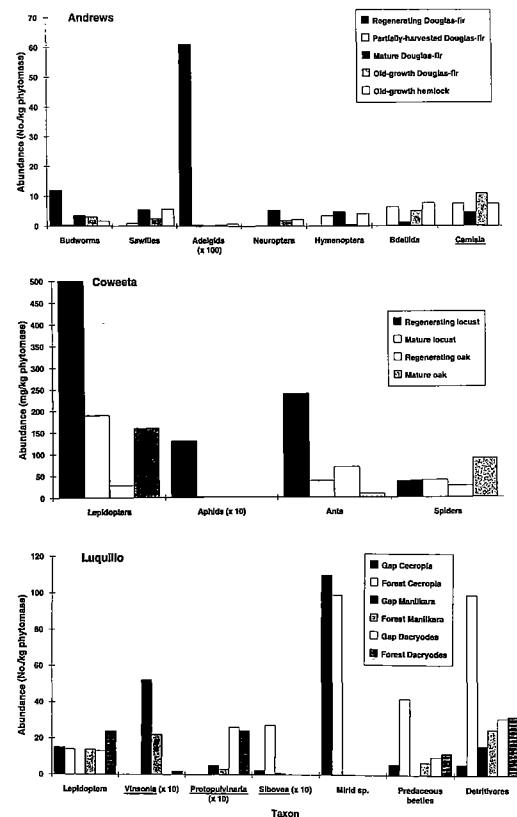 Andrews
Abundance (No./kg phytomass)
70
60
50
40
30
20
10
0
Regenerating Douglas-fir
Partially-harvested Douglas-fir
Mature Douglas-fir
Old-growth Douglas-fir
Old-growth hemlock
Budworms Sawflies Adelgids Neuroptera Hymenoptera Bdellids Camisia
(x 100)
Coweeta
Abundance (mg/kg phytomass)
500
450
400
350
300
250
200
150
100
50
0
Regenerating locust
Mature locust
Regenerating oak
Mature oak
Lepidoptera Aphids (x 10) Ants Spiders
Luquillo
Abundance (No./kg phytomass)
120
100
80
60
40
20
0
Gap Cecropia
Forest Cecropia
Gap Manilkara
Forest Manilkara
Gap Dacryodes
Forest Dacryodes
Lepidoptera Vinsonia (x 10) Protopulvinaria Sibovea (x 10) Mirid sp. Predaceous Detritivores
(x 10) beetles
Taxon